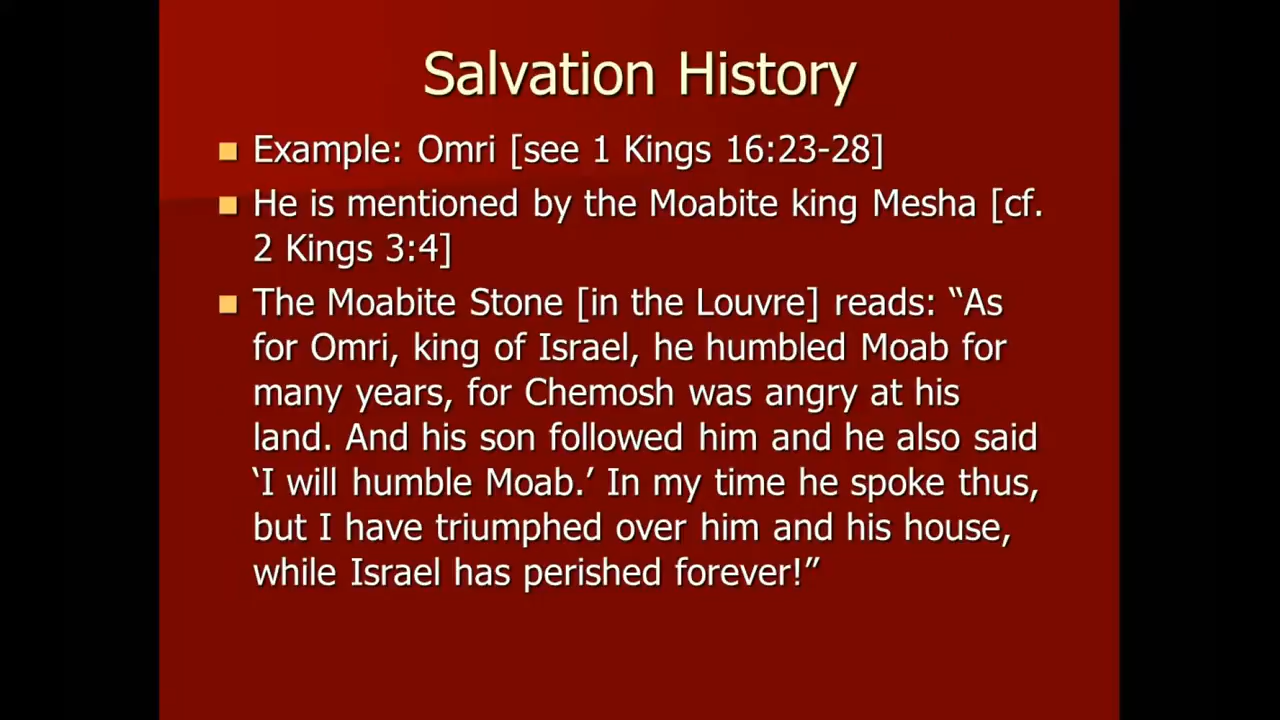 Salvation History
Example: Omri [see 1 Kings 16:23-28]
He is mentioned by the Moabite king Mesha [cf.
2 Kings 3:4]
The Moabite Stone [in the Louvre] reads: “As
for Omri, king of Israel, he humbled Moab for
many years, for Chemosh was angry at his
land. And his son followed him and he also said
‘I will humble Moab.’ In my time he spoke thus,
but I have triumphed over him and his house,
while Israel has perished forever!”